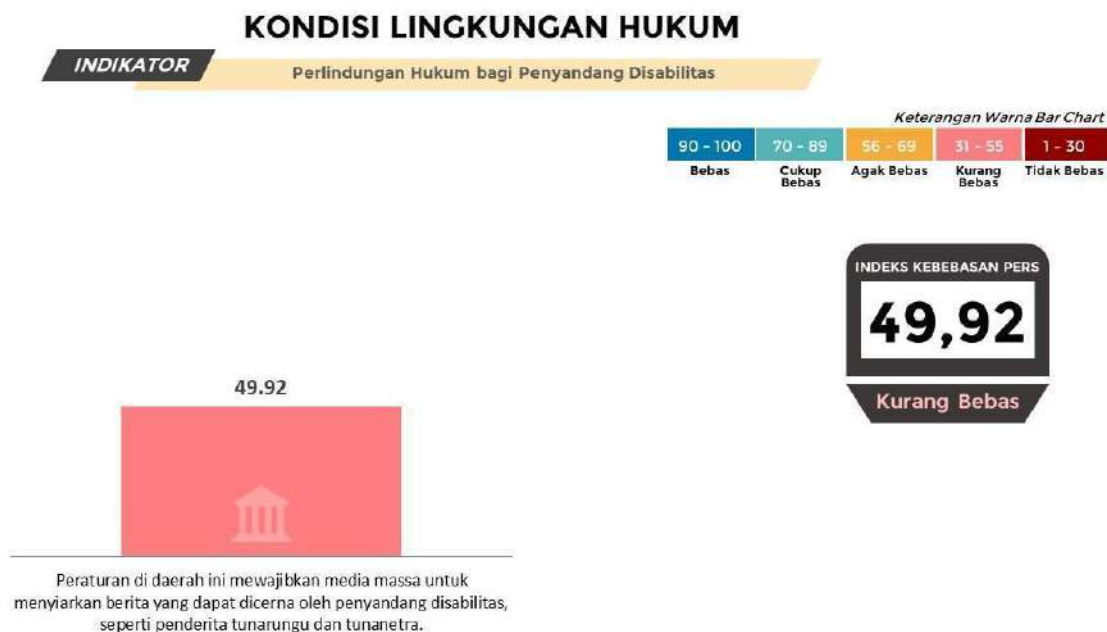 KONDISI LINGKUNGAN HUKUM
INDIKATOR
Perlindungan Hukum bagi Penyandang Disabilitas
Keterangan Warna Bar Chart
90 - 100
70 - 89
56 - 69
31 - 55
1 - 30
Bebas
Cukup
Bebas
Agak Bebas
Kurang
Bebas
Tidak Bebas
INDEKS KEBEBASAN PERS
49,92
Kurang Bebas
49.92
Peraturan di daerah ini mewajibkan media massa untuk
menyiarkan berita yang dapat dicerna oleh penyandang disabilitas,
seperti penderita tunarungu dan tunanetra.